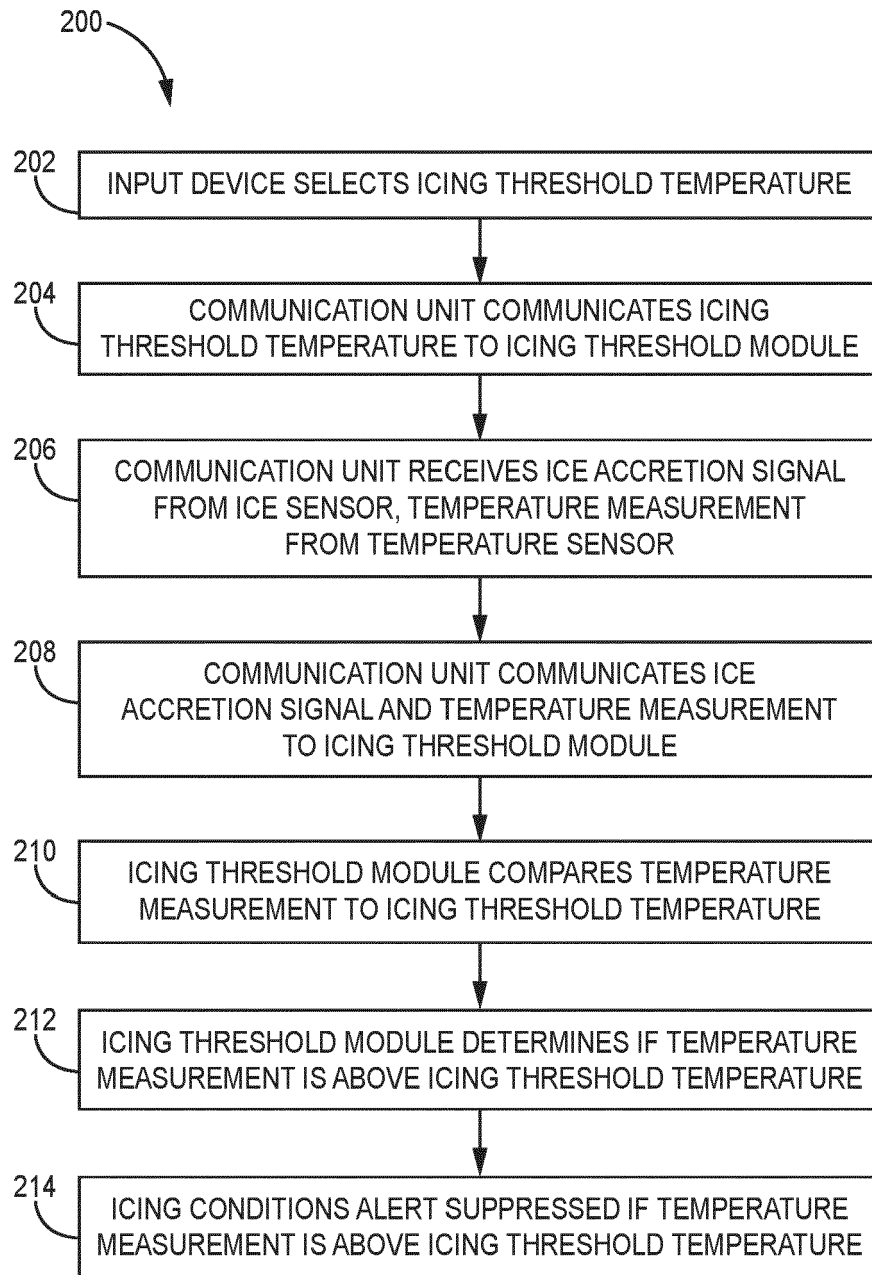 200
202
INPUT DEVICE SELECTS ICING THRESHOLD TEMPERATURE
204
COMMUNICATION UNIT COMMUNICATES ICING
THRESHOLD TEMPERATURE TO ICING THRESHOLD MODULE
206
COMMUNICATION UNIT RECEIVES ICE ACCRETION SIGNAL
FROM ICE SENSOR, TEMPERATURE MEASUREMENT
FROM TEMPERATURE SENSOR
208
COMMUNICATION UNIT COMMUNICATES ICE
ACCRETION SIGNAL AND TEMPERATURE MEASUREMENT
TO ICING THRESHOLD MODULE
210
ICING THRESHOLD MODULE COMPARES TEMPERATURE
MEASUREMENT TO ICING THRESHOLD TEMPERATURE
212
ICING THRESHOLD MODULE DETERMINES IF TEMPERATURE
MEASUREMENT IS ABOVE ICING THRESHOLD TEMPERATURE
214
ICING CONDITIONS ALERT SUPPRESSED IF TEMPERATURE
MEASUREMENT IS ABOVE ICING THRESHOLD TEMPERATURE